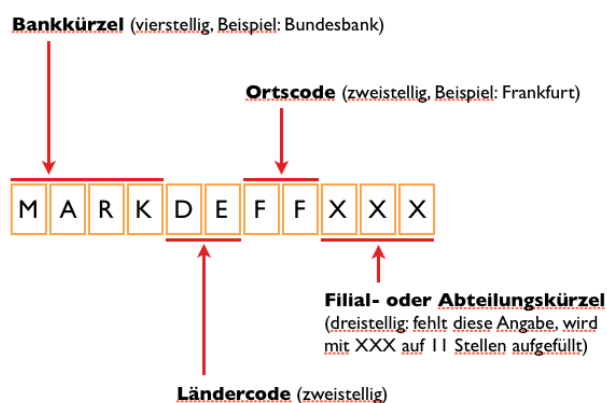 Bankkürzel (vierstellig, Beispiel: Bundesbank)
Ortscode (zweistellig, Beispiel: Frankfurt)
M A R K D E F F X X X
Filial- oder Abteilungskürzel
(dreistellig: fehlt diese Angabe, wird
mit XXX auf 11 Stellen aufgefüllt)
Ländercode (zweistellig)